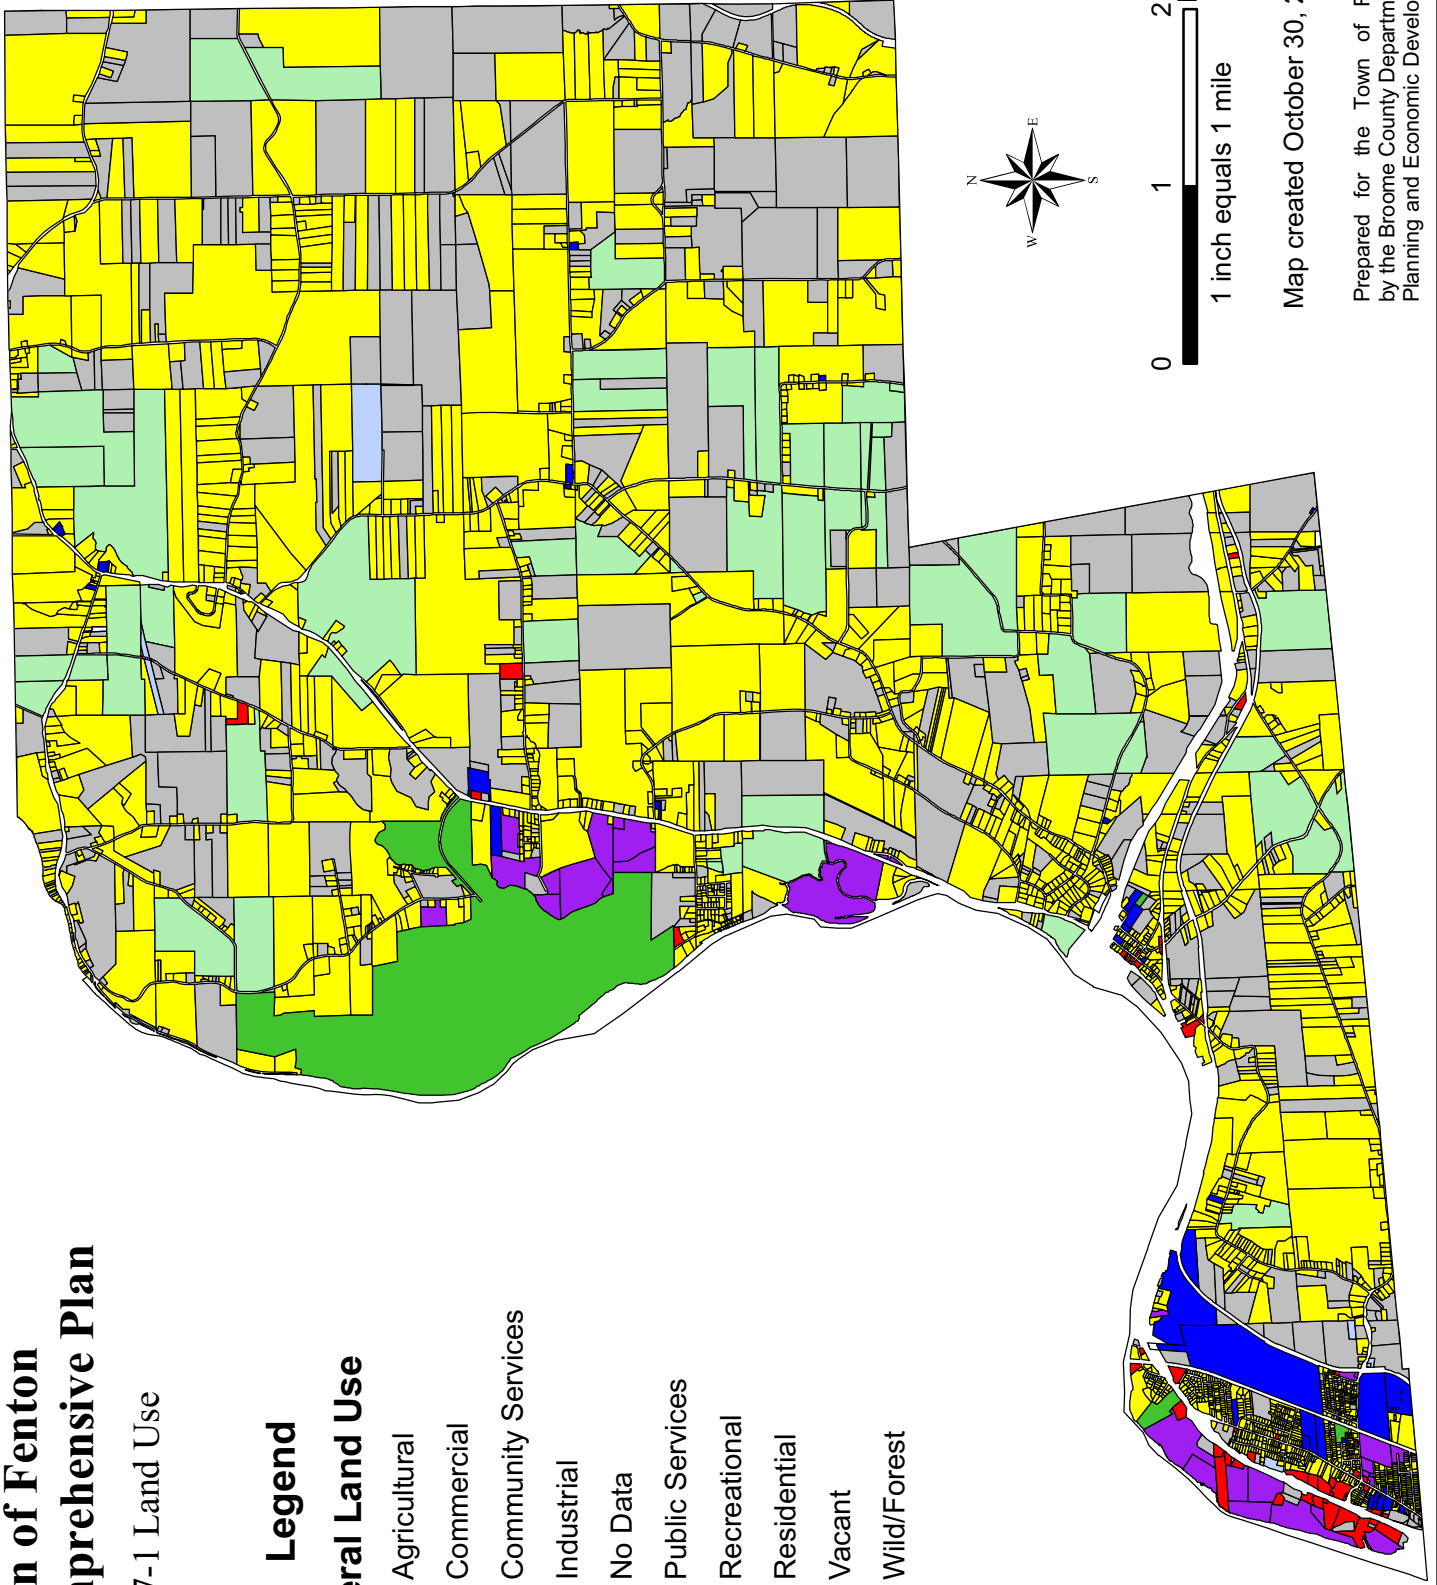 n of Fenton
prehensive Plan
7-1 Land Use
Legend
eral Land Use
Agricultural
Commercial
Community Services
Industrial
No Data
Public Services
Recreational
Residential
Vacant
Wild/Forest
N
W E
S
0 1 2
1 inch equals 1 mile
Map created October 30, 2
Prepared for the Town of F
by the Broome County Departm
Planning and Economic Develo